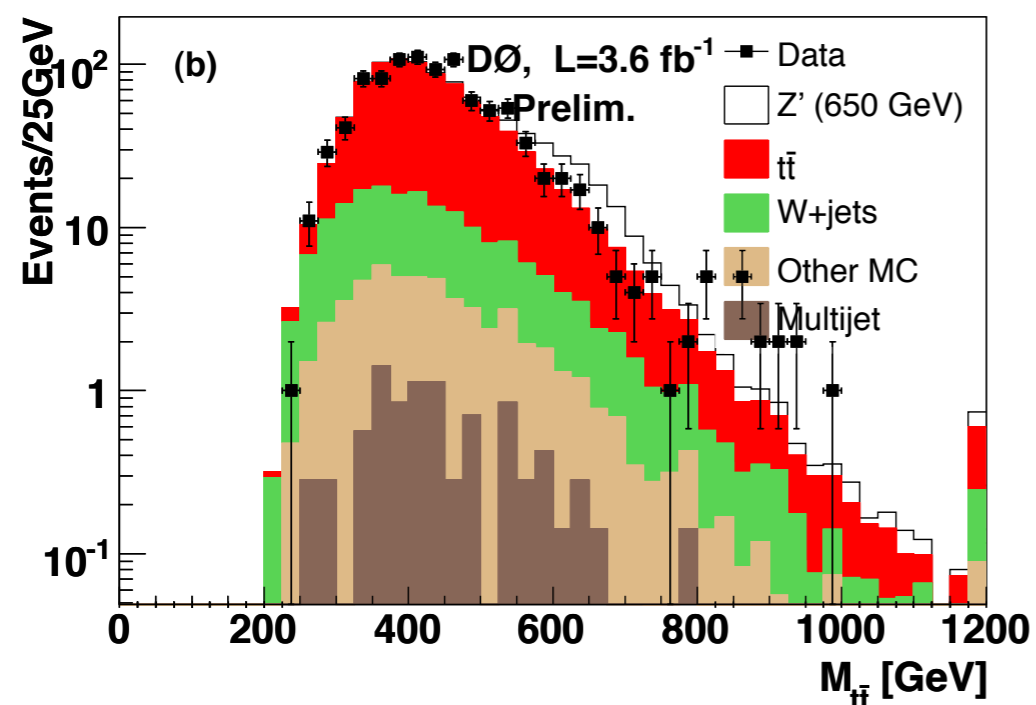 Events/25GeV
10²
10
1
10⁻¹
(b)
DØ, L=3.6 fb⁻¹
Prelim.
Data
Z' (650 GeV)
tt̄
W+jets
Other MC
Multijet
0 200 400 600 800 1000 1200
M_tt̄ [GeV]